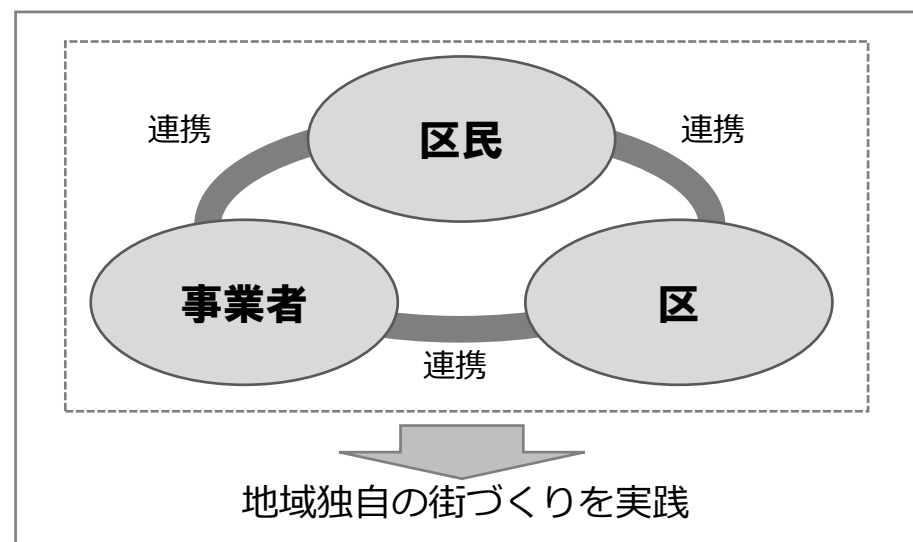 区民
連携
連携
事業者
区
連携
地域独自の街づくりを実践